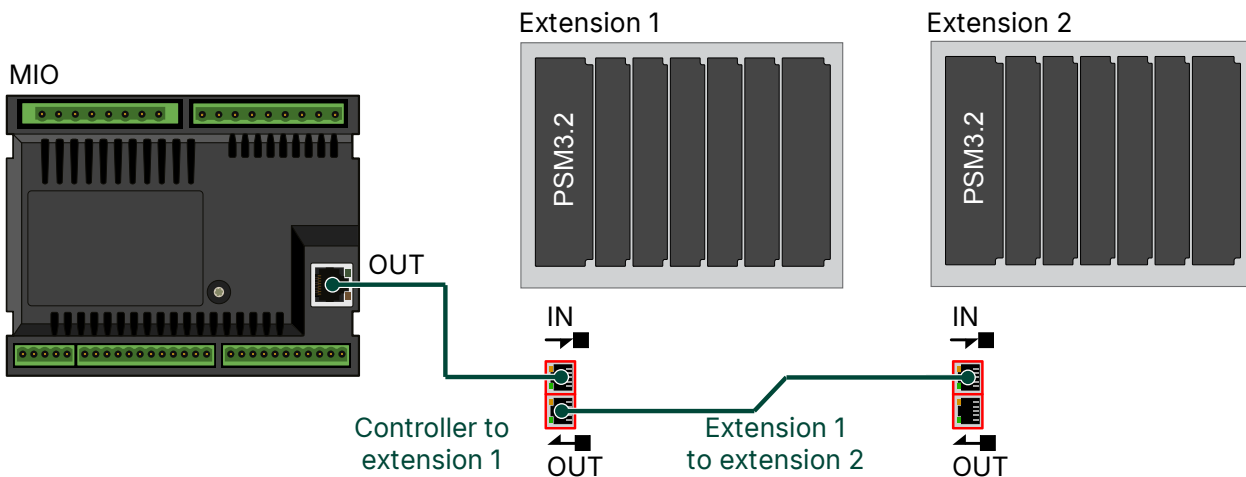 Extension 1
Extension 2
MIO
PSM3.2
PSM3.2
OUT
IN
IN
Controller to
extension 1
Extension 1
to extension 2
OUT
OUT